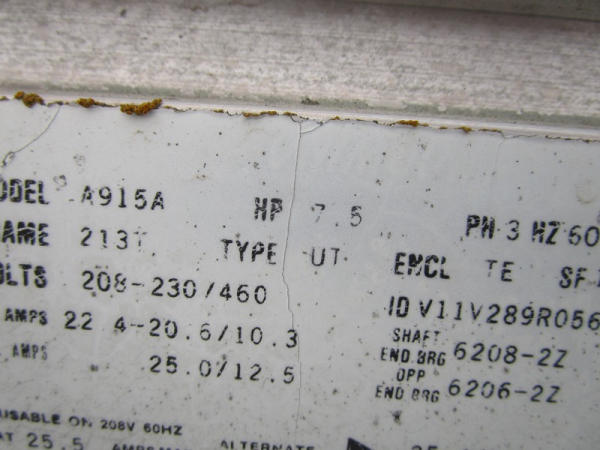 ODEL A915A HP 7.5 PH 3 HZ 60
AME 213T TYPE UT ENCL TE SF
OLTS 208-230/460 ID V11V289R056
AMPS 22.4-20.6/10.3 SHAFT END BRG 6208-2Z
AMPS 25.0/12.5 OPP END BRG 6206-2Z
USABLE ON 208V 60HZ
AT 25.5 AMPS ALTERNATE